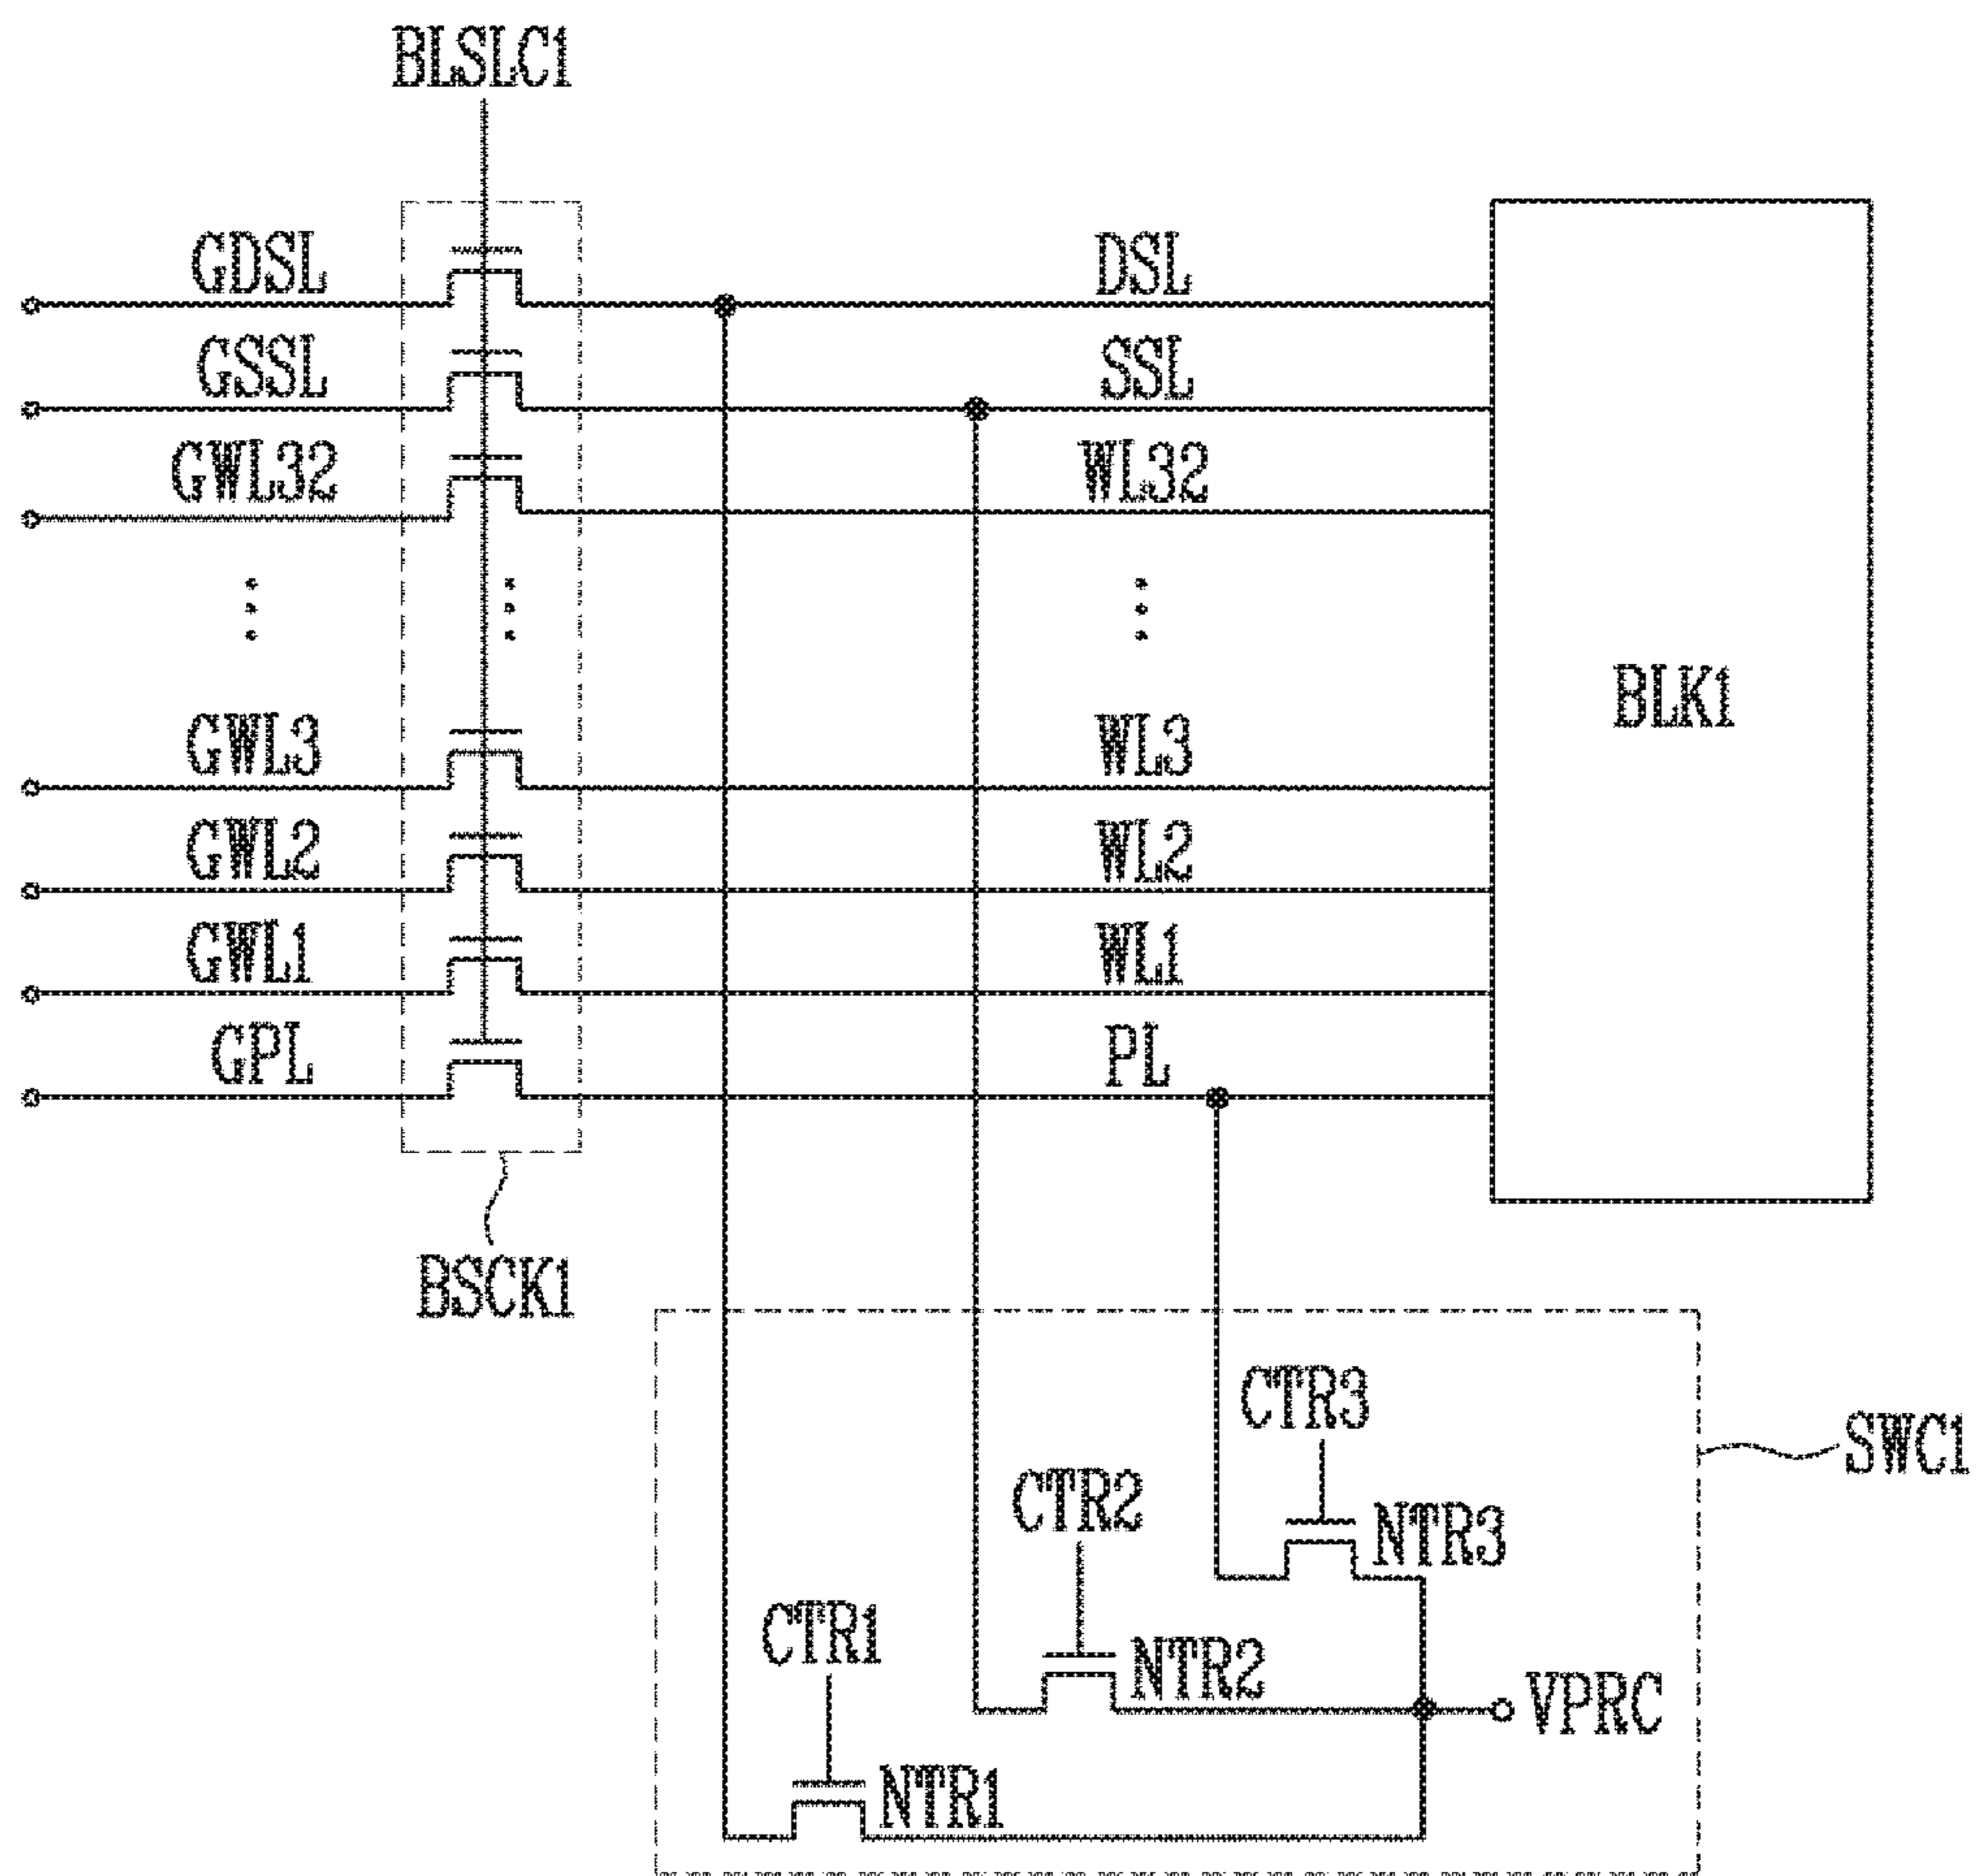 BLSLC1
GDSL DSL
GSSL SSL
GWL32 WL32
BLK1
GWL3 WL3
GWL2 WL2
GWL1 WL1
GPL PL
BSCK1
CTR3
SWC1
CTR2
NTR3
CTR1
NTR2
VPRC
NTR1